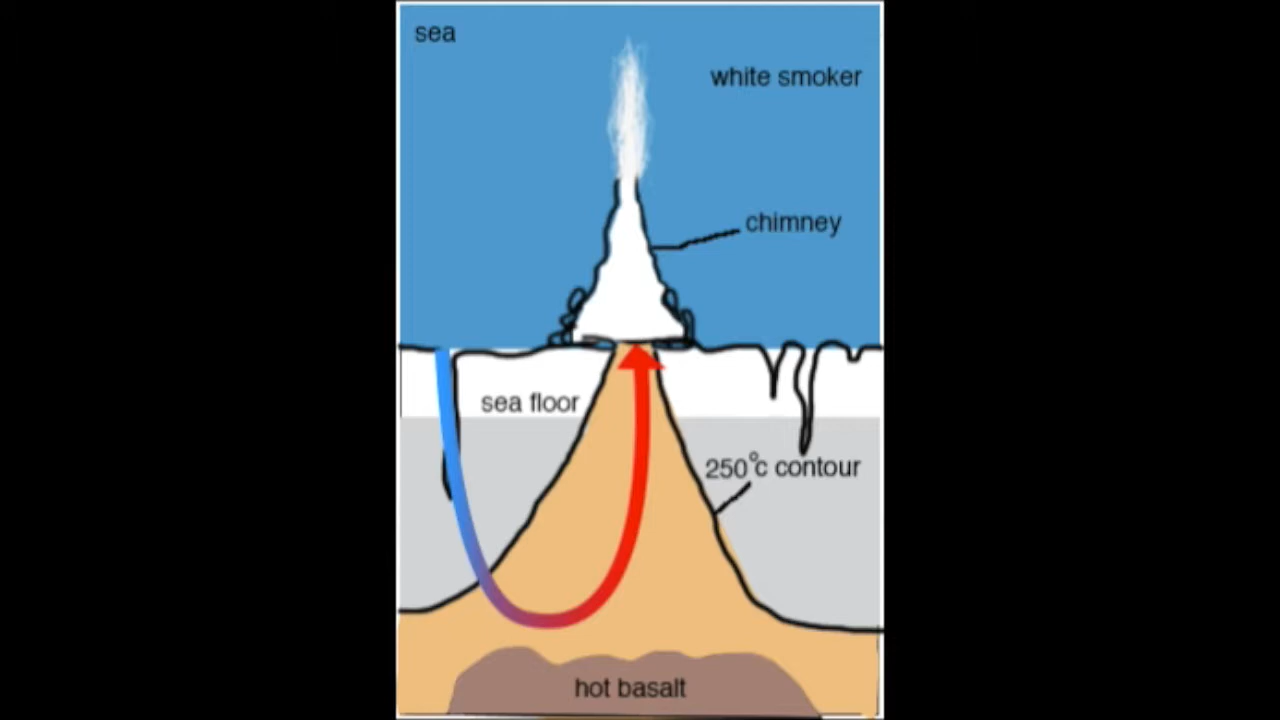 sea
white smoker
chimney
sea floor
250°c contour
hot basalt